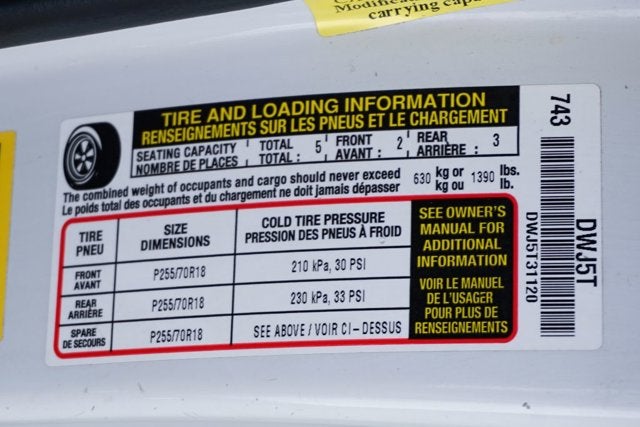 Modifica
carrying capa
TIRE AND LOADING INFORMATION
RENSEIGNEMENTS SUR LES PNEUS ET LE CHARGEMENT
SEATING CAPACITY TOTAL 5 FRONT 2 REAR 3
NOMBRE DE PLACES TOTAL : AVANT : ARRIÈRE :
The combined weight of occupants and cargo should never exceed 630 kg or 1390 lbs.
Le poids total des occupants et du chargement ne doit jamais dépasser kg ou lb.
TIRE SIZE COLD TIRE PRESSURE
PNEU DIMENSIONS PRESSION DES PNEUS À FROID
FRONT
AVANT P255/70R18 210 kPa, 30 PSI
REAR
ARRIÈRE P255/70R18 230 kPa, 33 PSI
SPARE
DE SECOURS P255/70R18 SEE ABOVE / VOIR CI-DESSUS
SEE OWNER'S
MANUAL FOR
ADDITIONAL
INFORMATION
VOIR LE MANUEL
DE L'USAGER
POUR PLUS DE
RENSEIGNEMENTS
743
DWJ5T31120
DWJ5T